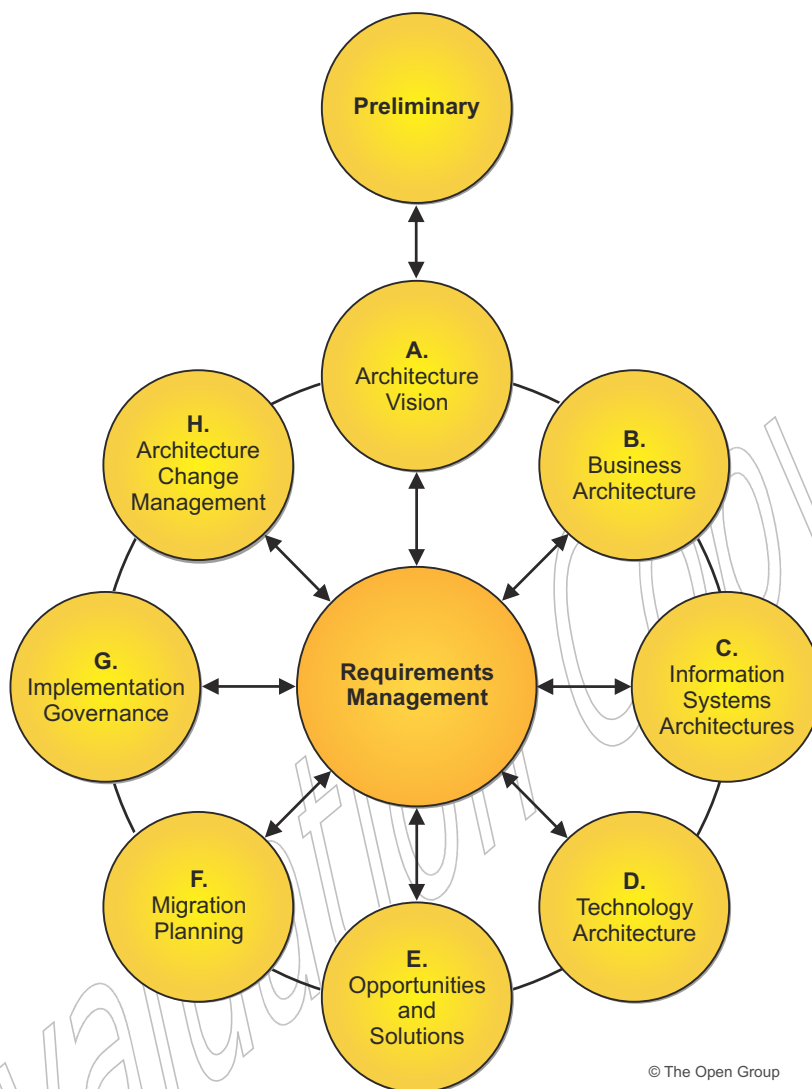 Preliminary
A.
Architecture
Vision
B.
Business
Architecture
C.
Information
Systems
Architectures
D.
Technology
Architecture
E.
Opportunities
and
Solutions
F.
Migration
Planning
G.
Implementation
Governance
H.
Architecture
Change
Management
Requirements
Management
© The Open Group